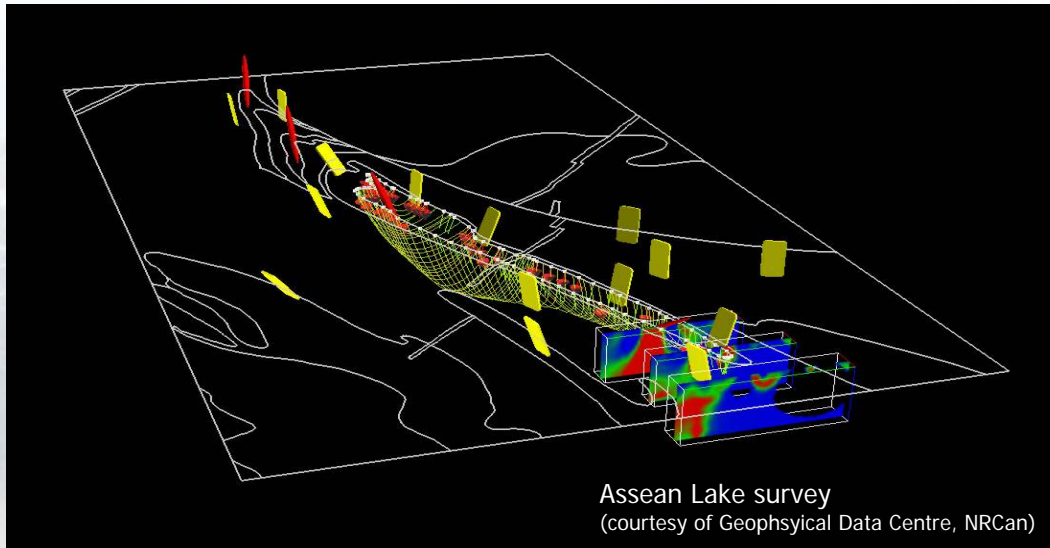 Assean Lake survey
(courtesy of Geophsyical Data Centre, NRCan)